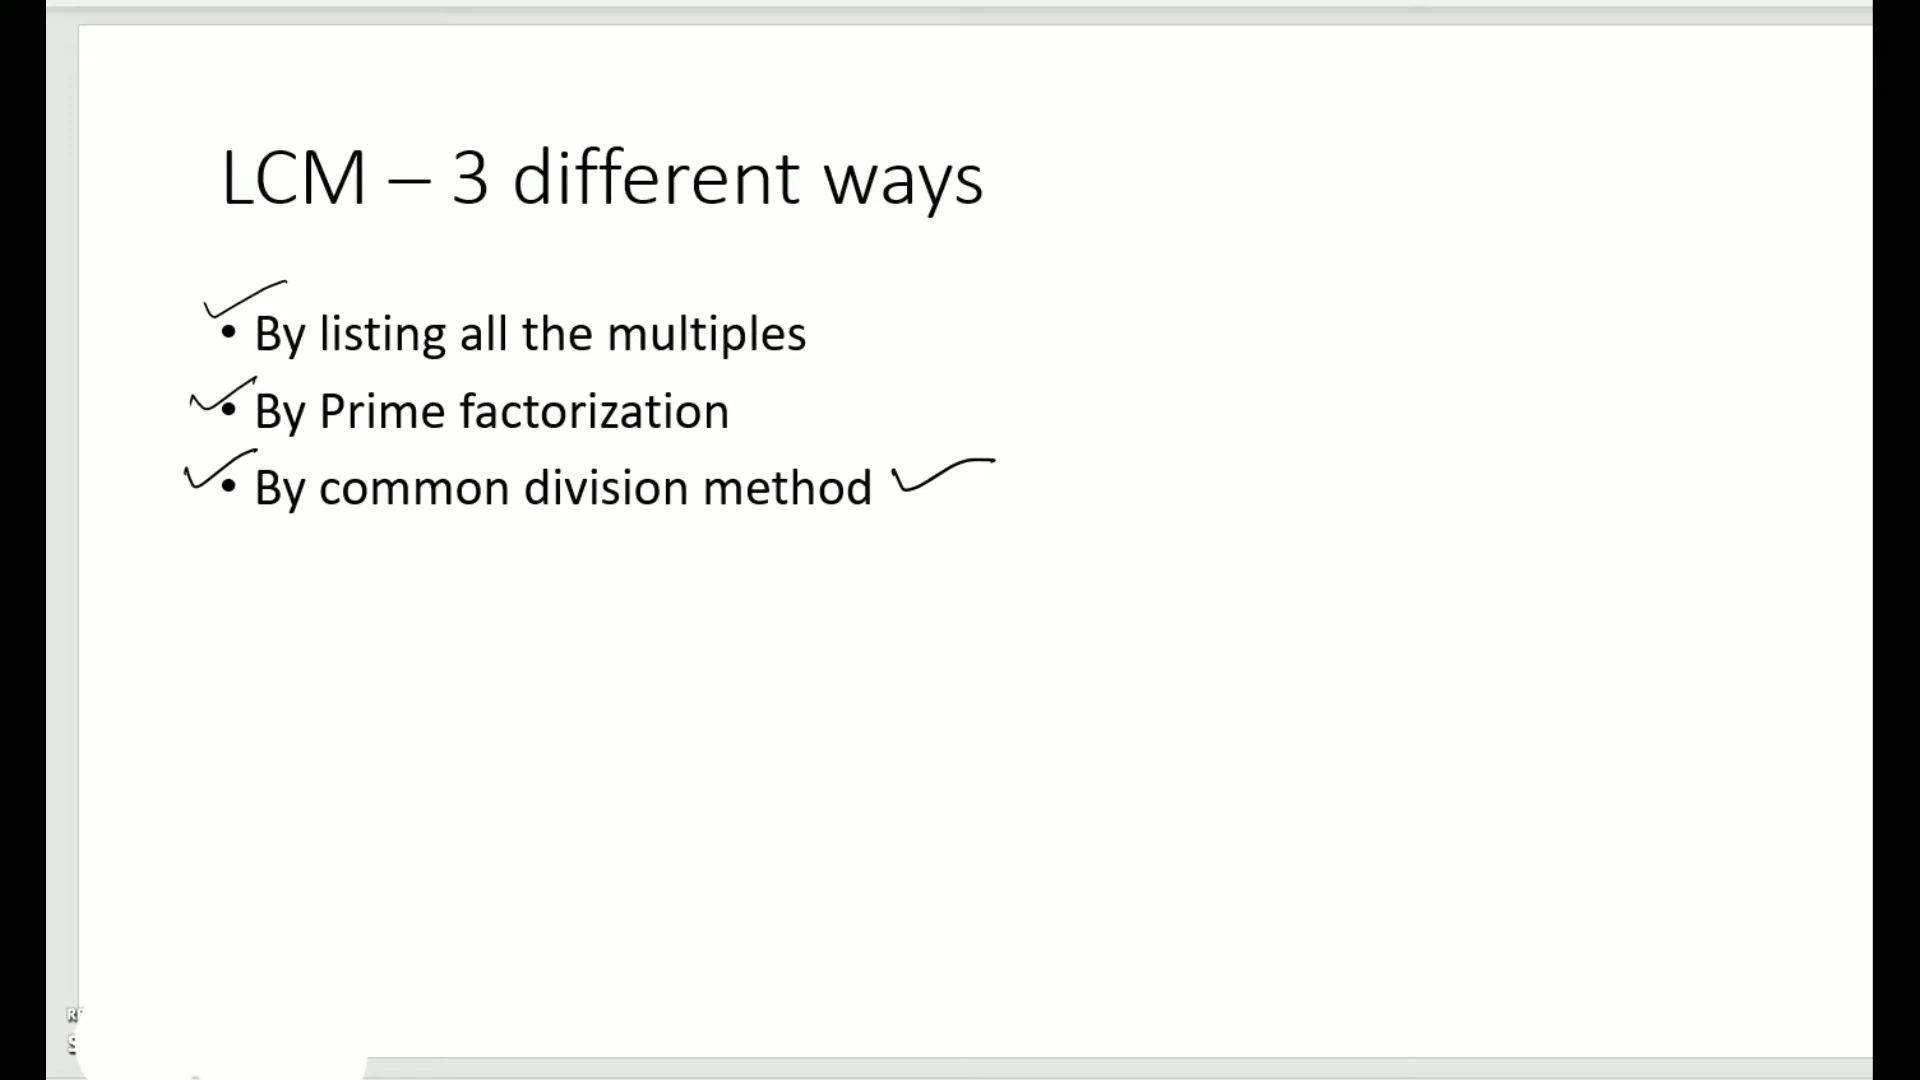 LCM – 3 different ways
• By listing all the multiples
• By Prime factorization
• By common division method